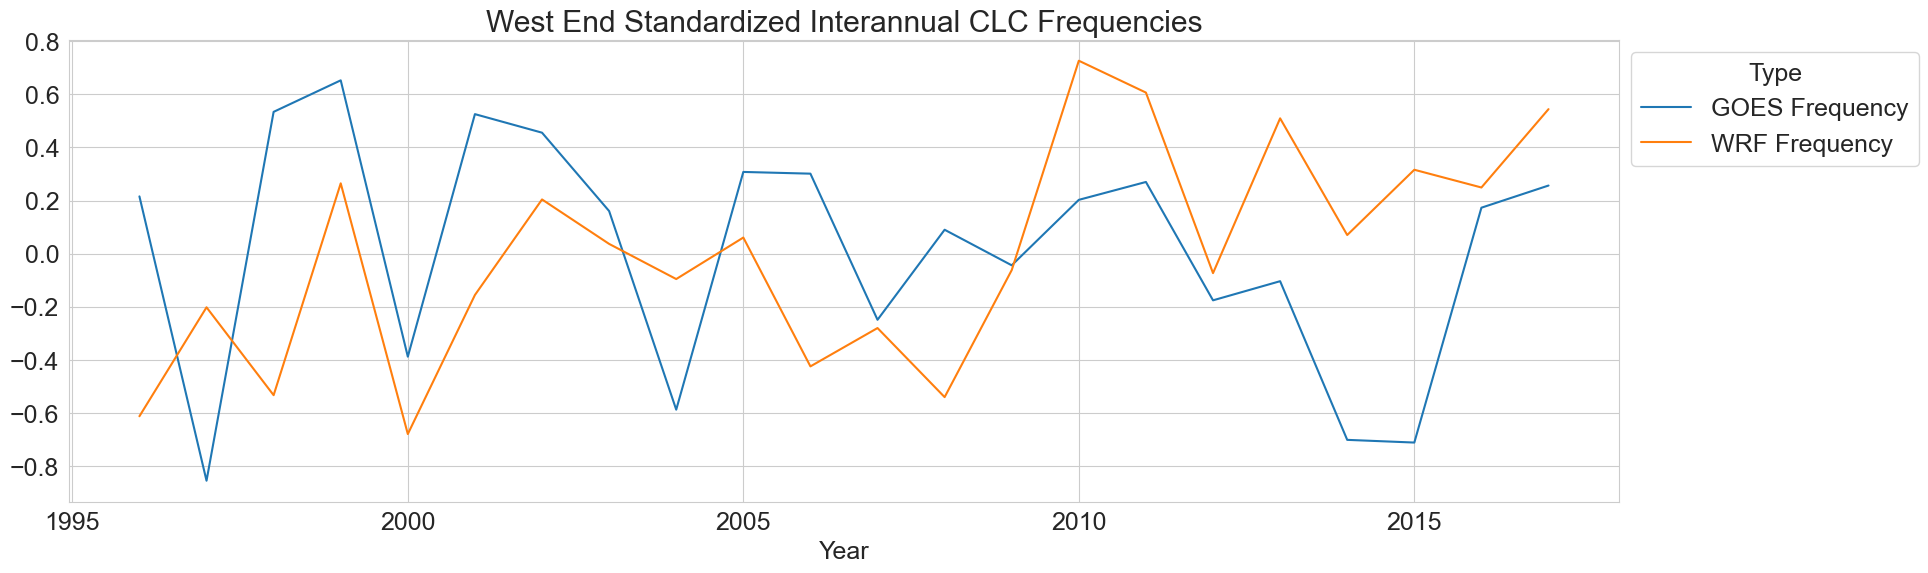 West End Standardized Interannual CLC Frequencies
0.8
0.6
0.4
0.2
0.0
−0.2
−0.4
−0.6
−0.8
1995 2000 2005 2010 2015
Year
Type
GOES Frequency
WRF Frequency